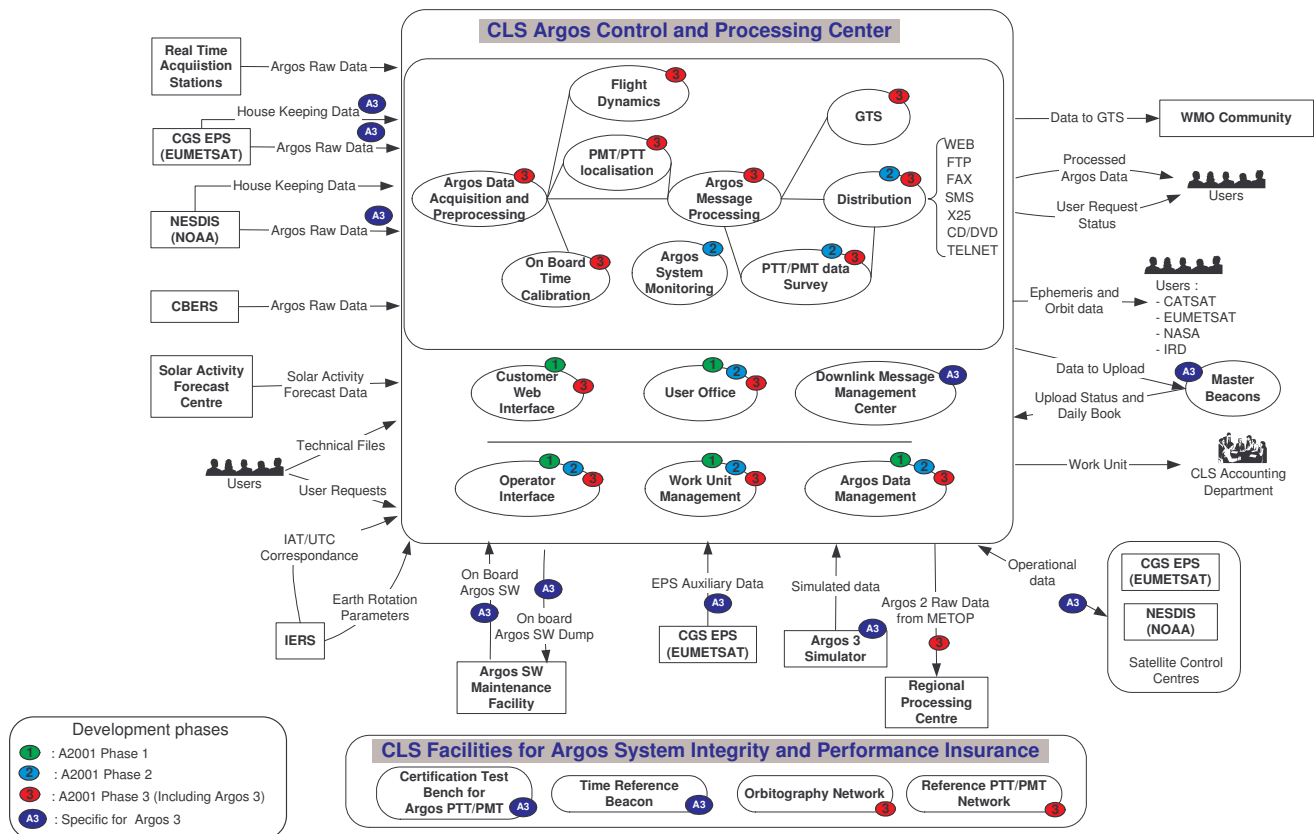 CLS Argos Control and Processing Center
Real Time
Acquiistion
Stations
Argos Raw Data
House Keeping Data
A3
A3
CGS EPS
(EUMETSAT)
Argos Raw Data
House Keeping Data
A3
NESDIS
(NOAA)
Argos Raw Data
CBERS
Argos Raw Data
Solar Activity
Forecast
Centre
Solar Activity
Forecast Data
Technical Files
Users
User Requests
IAT/UTC
Correspondance
Earth Rotation
Parameters
IERS
Flight
Dynamics
3
PMT/PTT
localisation
3
Argos Data
Acquisition and
Preprocessing
3
On Board
Time
Calibration
3
Argos
Message
Processing
3
Argos
System
Monitoring
2
GTS
3
Distribution
2
3
PTT/PMT data
Survey
2
3
WEB
FTP
FAX
SMS
X25
CD/DVD
TELNET
Customer
Web
Interface
1
3
User Office
1
2
3
Downlink Message
Management
Center
A3
Operator
Interface
1
2
3
Work Unit
Management
1
2
3
Argos Data
Management
1
2
3
Data to GTS
WMO Community
Processed
Argos Data
User Request
Status
Users
Ephemeris and
Orbit data
Users :
- CATSAT
- EUMETSAT
- NASA
- IRD
Data to Upload
A3
Master
Beacons
Upload Status and
Daily Book
Work Unit
CLS Accounting
Department
On Board
Argos SW
A3
A3
On board
Argos SW Dump
Argos SW
Maintenance
Facility
EPS Auxiliary Data
A3
CGS EPS
(EUMETSAT)
Simulated data
A3
Argos 3
Simulator
Argos 2 Raw Data
from METOP
3
Regional
Processing
Centre
Operational
data
A3
CGS EPS
(EUMETSAT)
NESDIS
(NOAA)
Satellite Control
Centres
Development phases
1 : A2001 Phase 1
2 : A2001 Phase 2
3 : A2001 Phase 3 (Including Argos 3)
A3 : Specific for Argos 3
CLS Facilities for Argos System Integrity and Performance Insurance
Certification Test
Bench for
Argos PTT/PMT
A3
Time Reference
Beacon
A3
Orbitography Network
3
Reference PTT/PMT
Network
3